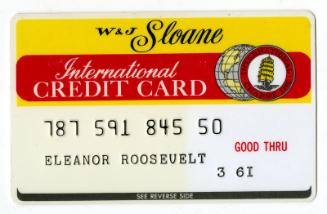 W & J Sloane
International
CREDIT CARD
787 591 845 50
GOOD THRU
ELEANOR ROOSEVELT
3 61
SEE REVERSE SIDE